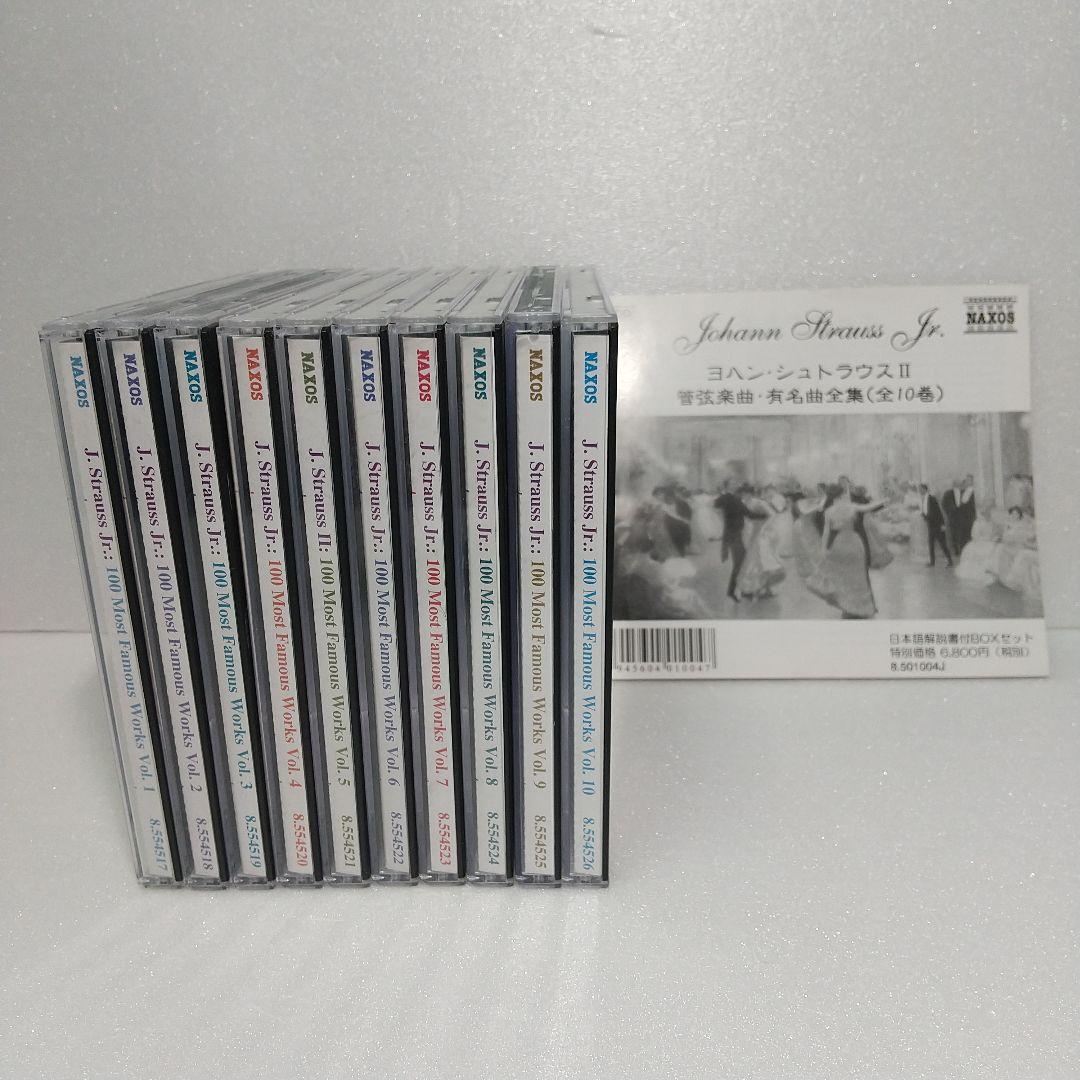 NAXOS J. Strauss Jr.: 100 Most Famous Works Vol. 1 8.554517
NAXOS J. Strauss Jr.: 100 Most Famous Works Vol. 2 8.554518
NAXOS J. Strauss Jr.: 100 Most Famous Works Vol. 3 8.554519
NAXOS J. Strauss Jr.: 100 Most Famous Works Vol. 4 8.554520
NAXOS J. Strauss II: 100 Most Famous Works Vol. 5 8.554521
NAXOS J. Strauss Jr.: 100 Most Famous Works Vol. 6 8.554522
NAXOS J. Strauss Jr.: 100 Most Famous Works Vol. 7 8.554523
NAXOS J. Strauss Jr.: 100 Most Famous Works Vol. 8 8.554524
NAXOS J. Strauss Jr.: 100 Most Famous Works Vol. 9 8.554525
NAXOS J. Strauss Jr.: 100 Most Famous Works Vol. 10 8.554526
Johann Strauss Jr.
NAXOS
ヨハン・シュトラウスⅡ
管弦楽曲・有名曲全集(全10巻)
945604 010047
日本語解説書付BOXセット
特別価格 6,800円(税別)
8.501004J